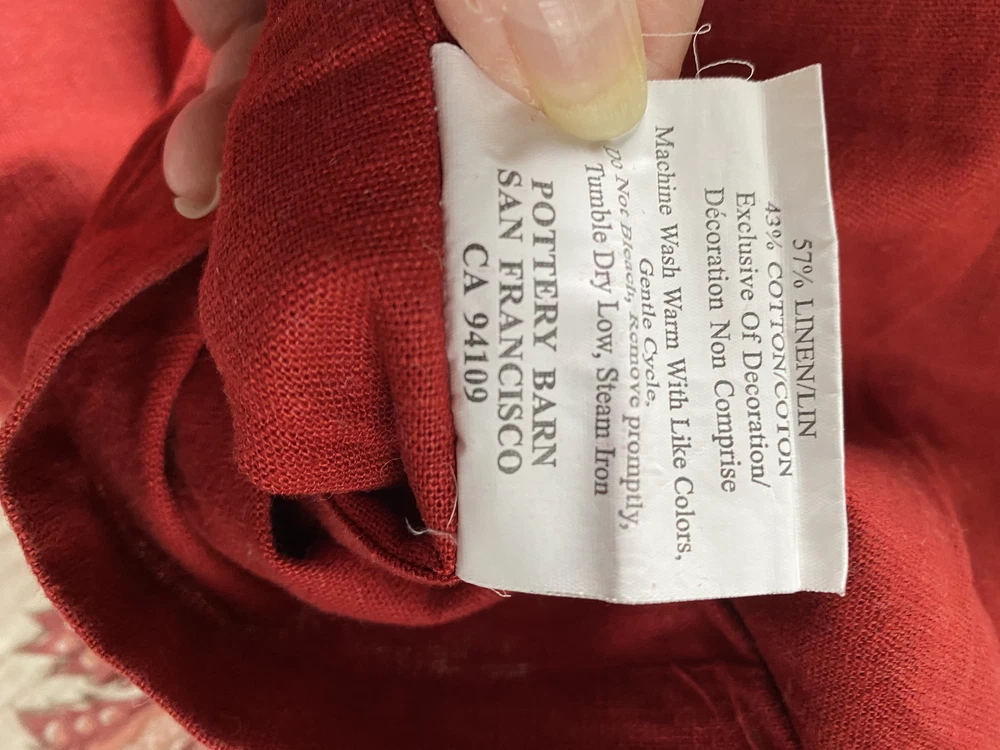 57% LINEN/LIN
43% COTTON/COTON
Exclusive Of Decoration/
Décoration Non Comprise
Machine Wash Warm With Like Colors,
Gentle Cycle,
Do Not Bleach, Remove promptly,
Tumble Dry Low, Steam Iron
POTTERY BARN
SAN FRANCISCO
CA 94109